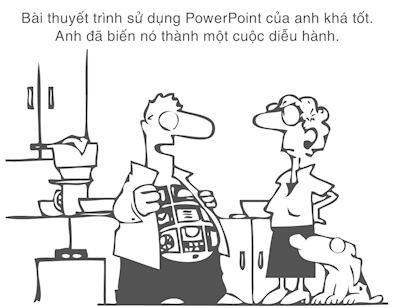 Bài thuyết trình sử dụng PowerPoint của anh khá tốt.
Anh đã biến nó thành một cuộc diễu hành.